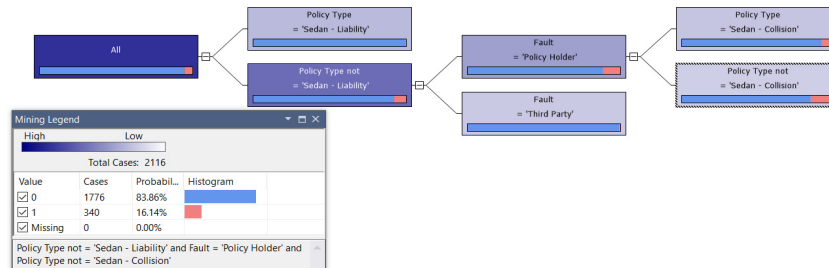 All
Policy Type
= 'Sedan - Liability'
Policy Type not
= 'Sedan - Liability'
Fault
= 'Policy Holder'
Fault
= 'Third Party'
Policy Type
= 'Sedan - Collision'
Policy Type not
= 'Sedan - Collision'
Mining Legend
High Low
Total Cases: 2116
Value Cases Probabil... Histogram
0 1776 83.86%
1 340 16.14%
Missing 0 0.00%
Policy Type not = 'Sedan - Liability' and Fault = 'Policy Holder' and
Policy Type not = 'Sedan - Collision'